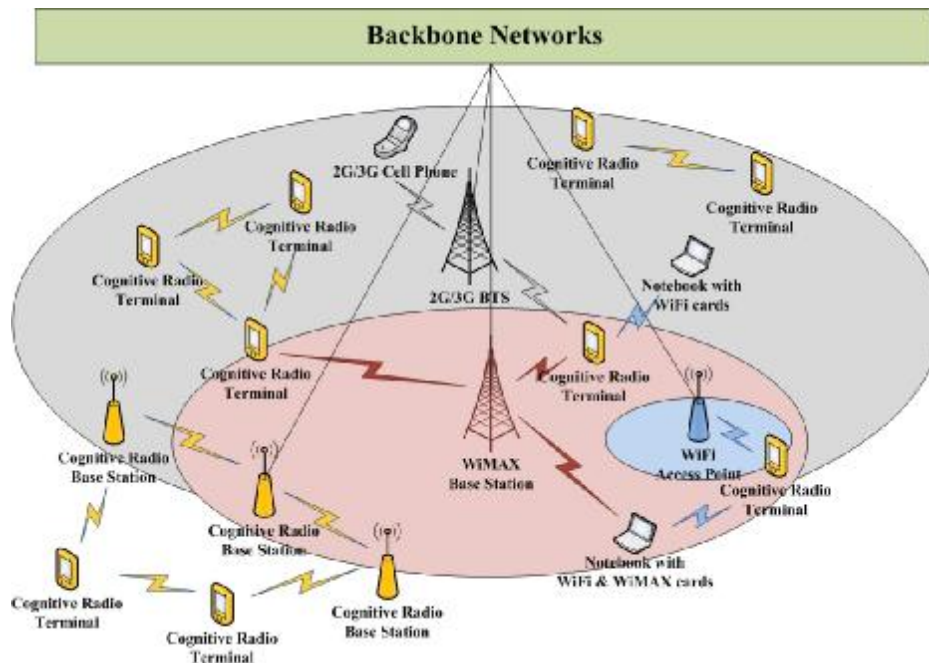 Backbone Networks
2G/3G Cell Phone
Cognitive Radio
Terminal
Cognitive Radio
Terminal
Cognitive Radio
Terminal
Cognitive Radio
Terminal
2G/3G BTS
Notebook with
WiFi cards
Cognitive Radio
Terminal
Cognitive Radio
Terminal
Cognitive Radio
Base Station
WiMAX
Base Station
WiFi
Access Point
Cognitive Radio
Terminal
Cognitive Radio
Base Station
Notebook with
WiFi & WiMAX cards
Cognitive Radio
Terminal
Cognitive Radio
Terminal
Cognitive Radio
Base Station